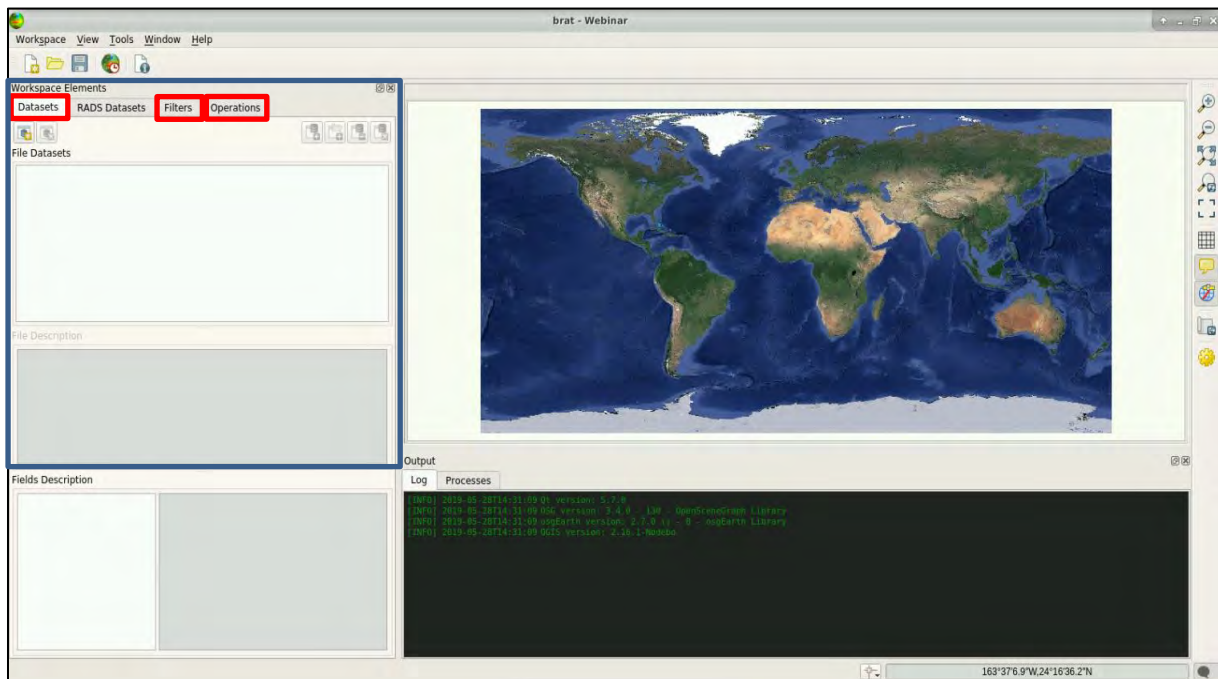 brat - Webinar
Workspace View Tools Window Help
Workspace Elements
Datasets RADS Datasets Filters Operations
File Datasets
File Description
Output
Log Processes
Fields Description
[INFO] 2019-05-28T14:31:09 Qt version: 5.7.0
[INFO] 2019-05-28T14:31:09 OSG version: 3.4.0 - 130 - OpenSceneGraph Library
[INFO] 2019-05-28T14:31:09 osgEarth version: 2.7.0 () - 0 - osgEarth Library
[INFO] 2019-05-28T14:31:09 QGIS version: 2.16.1-Nødebo
163°37'6.9"W,24°16'36.2"N